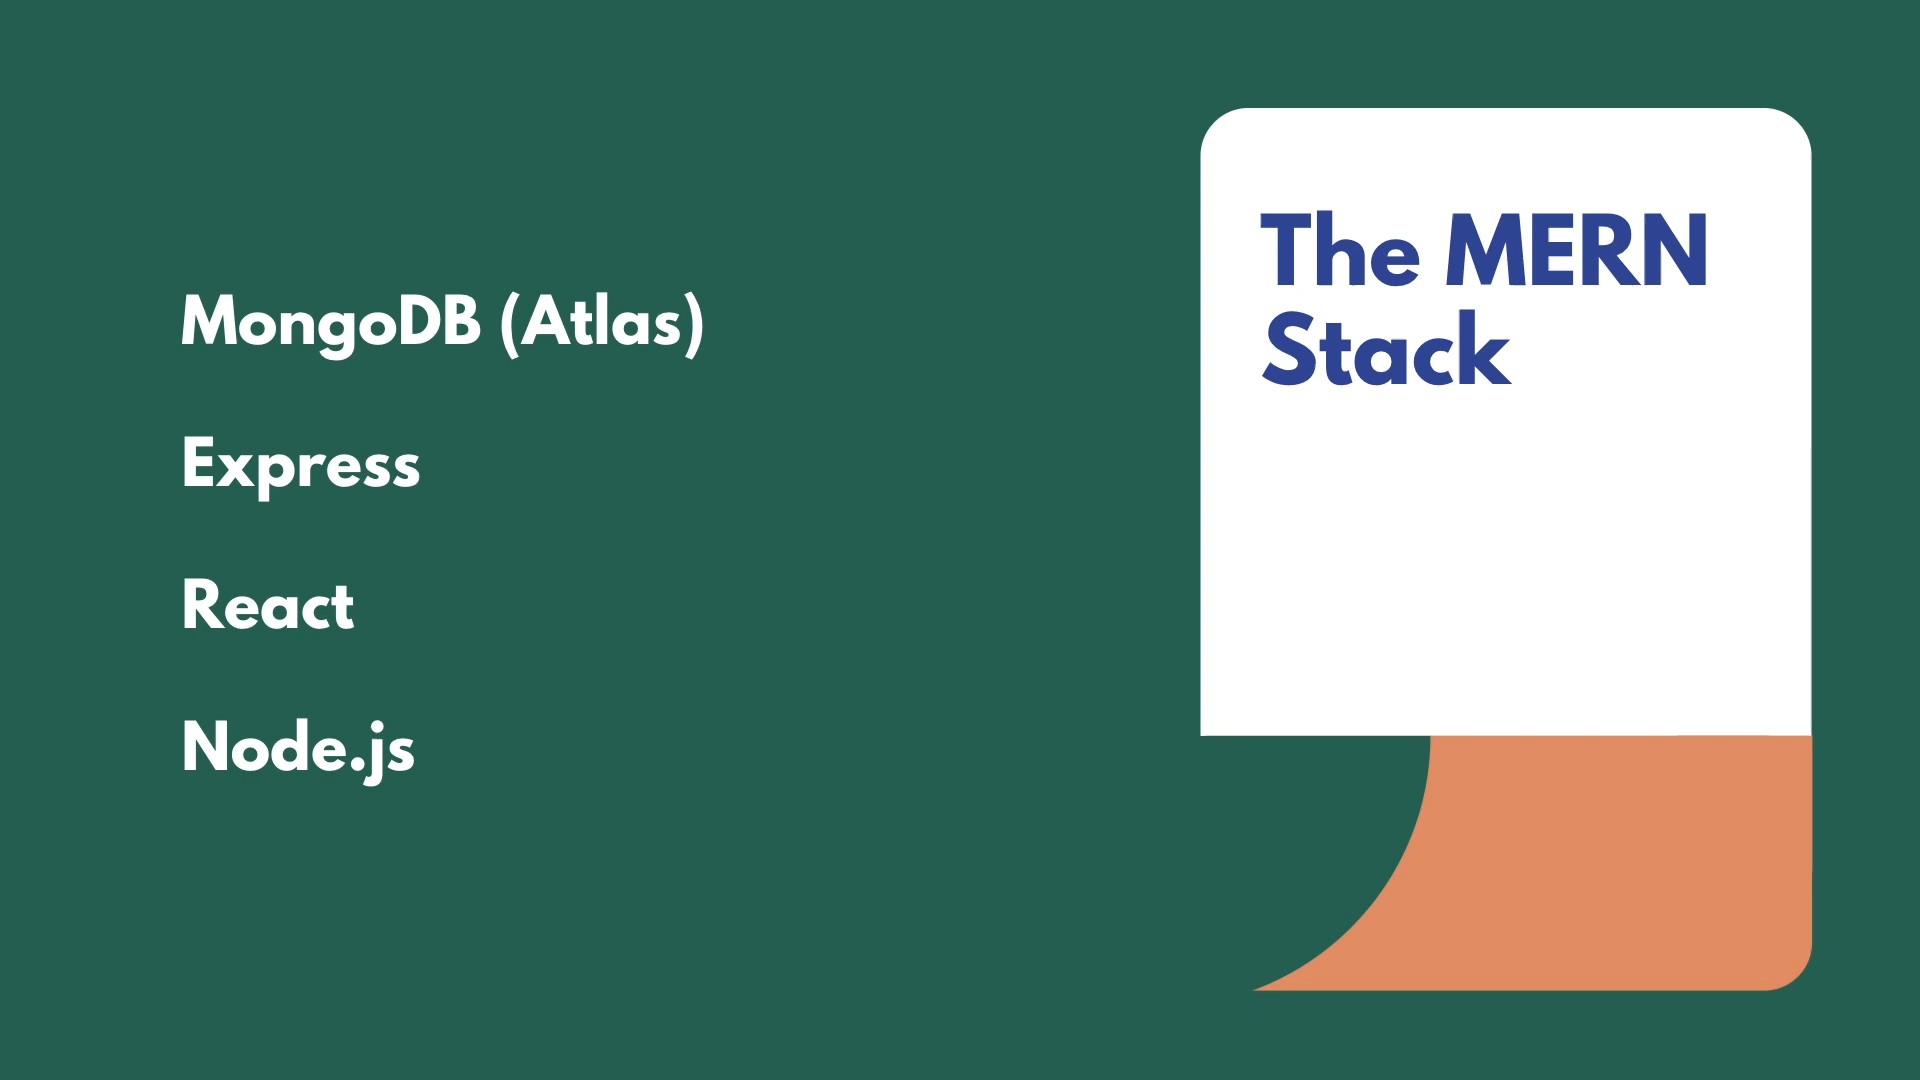 MongoDB (Atlas)
Express
React
Node.js
The MERN
Stack